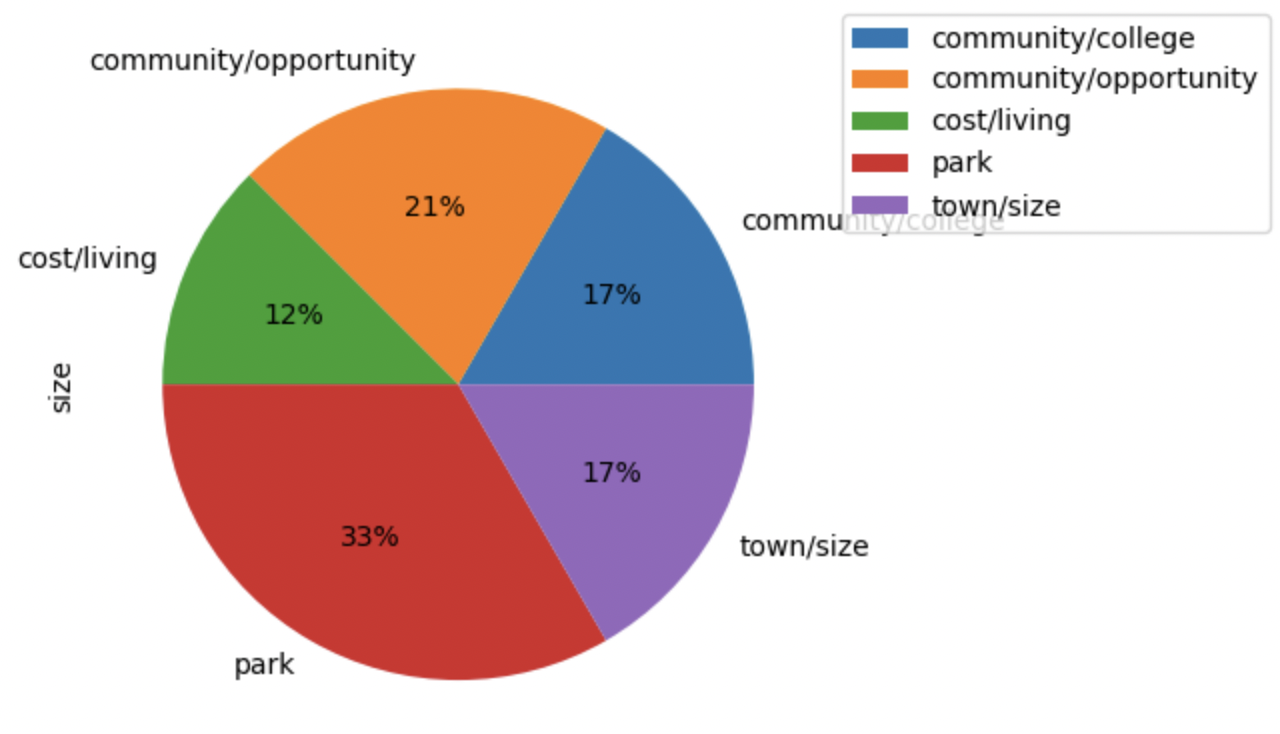 community/opportunity
community/college
cost/living
21%
17%
12%
size
17%
33%
town/size
park
community/college
community/opportunity
cost/living
park
town/size